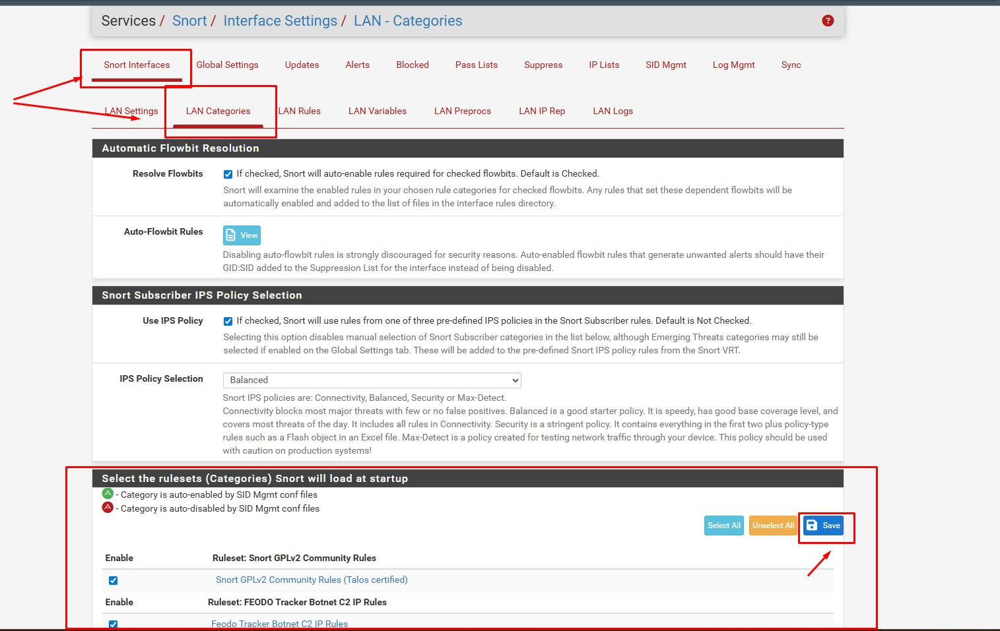 Services / Snort / Interface Settings / LAN - Categories
?
Snort Interfaces Global Settings Updates Alerts Blocked Pass Lists Suppress IP Lists SID Mgmt Log Mgmt Sync
LAN Settings LAN Categories LAN Rules LAN Variables LAN Preprocs LAN IP Rep LAN Logs
Automatic Flowbit Resolution
Resolve Flowbits If checked, Snort will auto-enable rules required for checked flowbits. Default is Checked.
Snort will examine the enabled rules in your chosen rule categories for checked flowbits. Any rules that set these dependent flowbits will be
automatically enabled and added to the list of files in the interface rules directory.
Auto-Flowbit Rules View
Disabling auto-flowbit rules is strongly discouraged for security reasons. Auto-enabled flowbit rules that generate unwanted alerts should have their
GID:SID added to the Suppression List for the interface instead of being disabled.
Snort Subscriber IPS Policy Selection
Use IPS Policy If checked, Snort will use rules from one of three pre-defined IPS policies in the Snort Subscriber rules. Default is Not Checked.
Selecting this option disables manual selection of Snort Subscriber categories in the list below, although Emerging Threats categories may still be
selected if enabled on the Global Settings tab. These will be added to the pre-defined Snort IPS policy rules from the Snort VRT.
IPS Policy Selection Balanced
Snort IPS policies are: Connectivity, Balanced, Security or Max-Detect.
Connectivity blocks most major threats with few or no false positives. Balanced is a good starter policy. It is speedy, has good base coverage level, and
covers most threats of the day. It includes all rules in Connectivity. Security is a stringent policy. It contains everything in the first two plus policy-type
rules such as a Flash object in an Excel file. Max-Detect is a policy created for testing network traffic through your device. This policy should be used
with caution on production systems!
Select the rulesets (Categories) Snort will load at startup
- Category is auto-enabled by SID Mgmt conf files
- Category is auto-disabled by SID Mgmt conf files
Select All Unselect All Save
Enable Ruleset: Snort GPLv2 Community Rules
Snort GPLv2 Community Rules (Talos certified)
Enable Ruleset: FEODO Tracker Botnet C2 IP Rules
Feodo Tracker Botnet C2 IP Rules